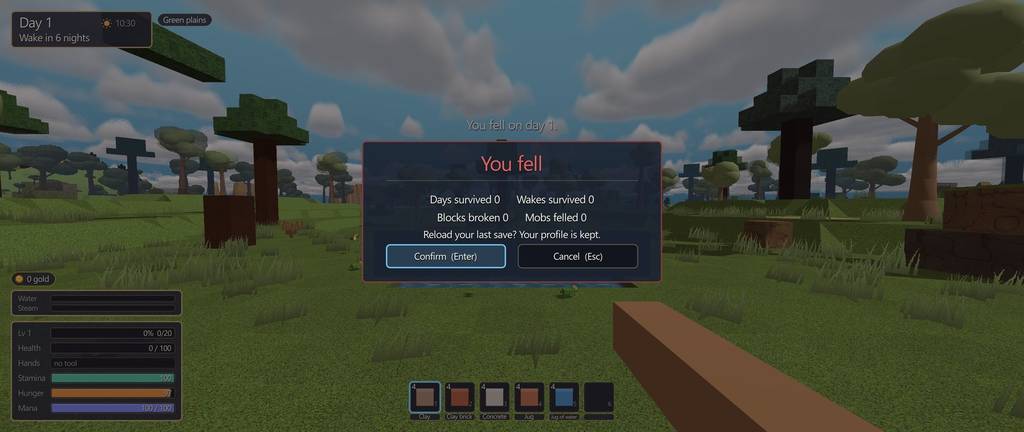 Day 1
10:30
Wake in 6 nights
Green plains
You fell on day 1.
You fell
Days survived 0 Wakes survived 0
Blocks broken 0 Mobs felled 0
Reload your last save? Your profile is kept.
Confirm (Enter) Cancel (Esc)
0 gold
Water
Steam
Lv 1 0% 0/20
Health 0 / 100
Hands no tool
Stamina 100
Hunger
Mana 100 / 100
4 4 4 4 4
Clay Clay brick Concrete Jug Jug of water